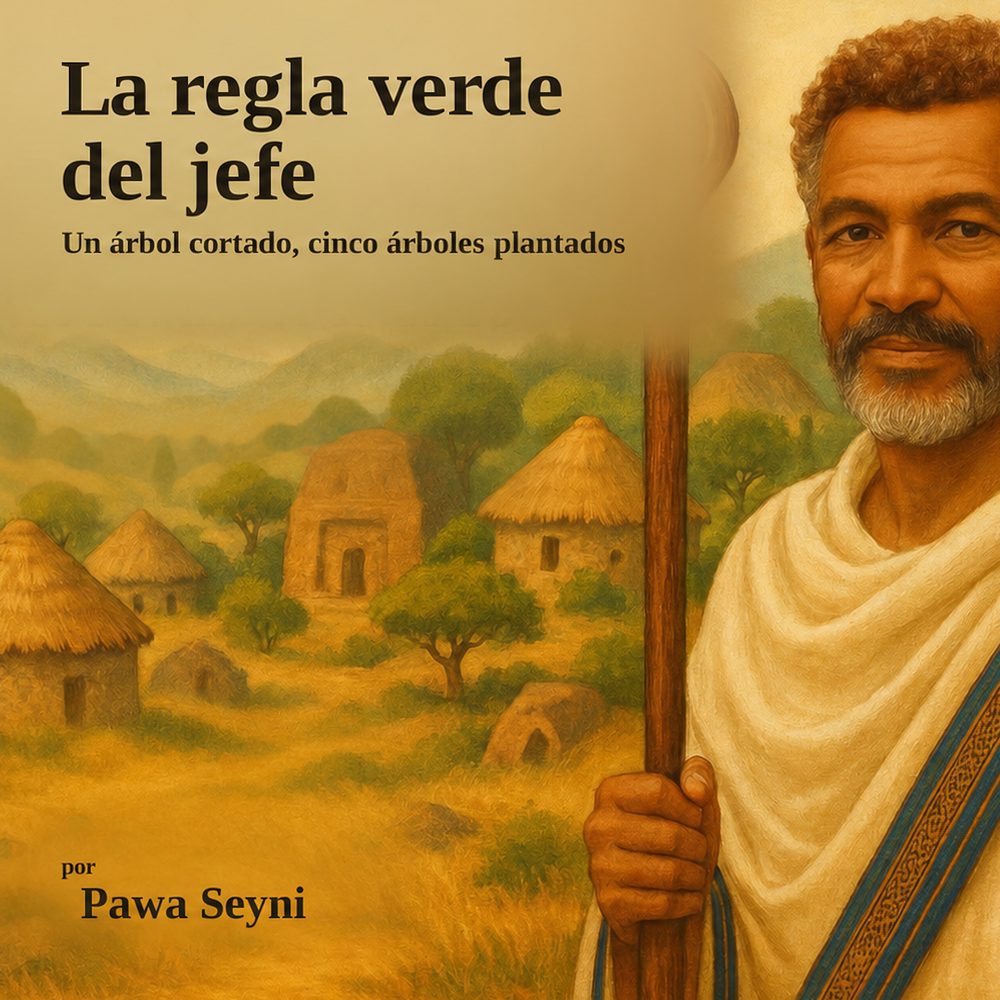 La regla verde
del jefe
Un árbol cortado, cinco árboles plantados
por
Pawa Seyni